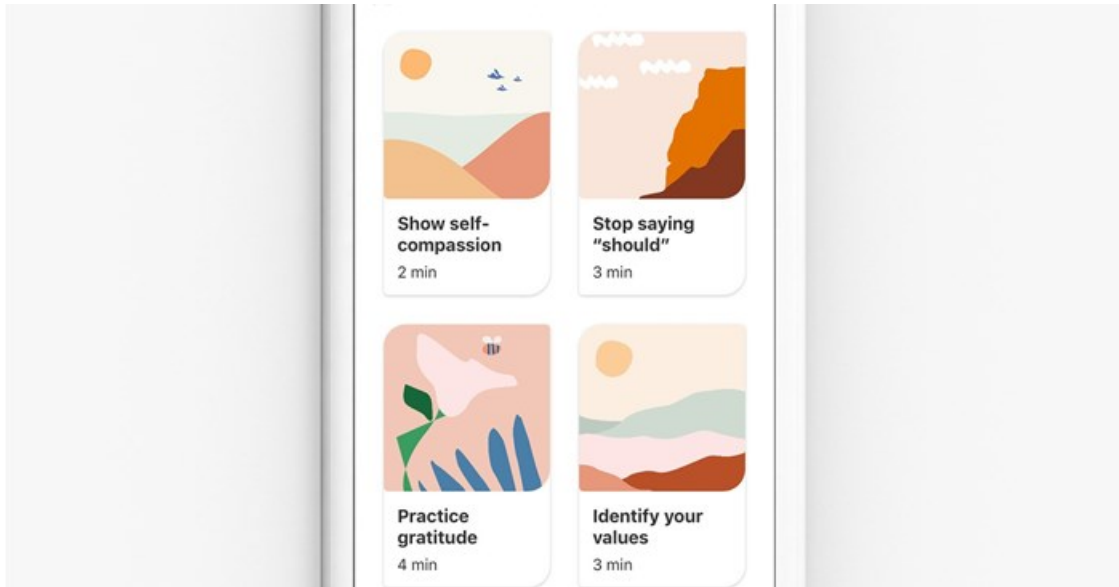 Show self-
compassion
2 min
Stop saying
“should”
3 min
Practice
gratitude
4 min
Identify your
values
3 min